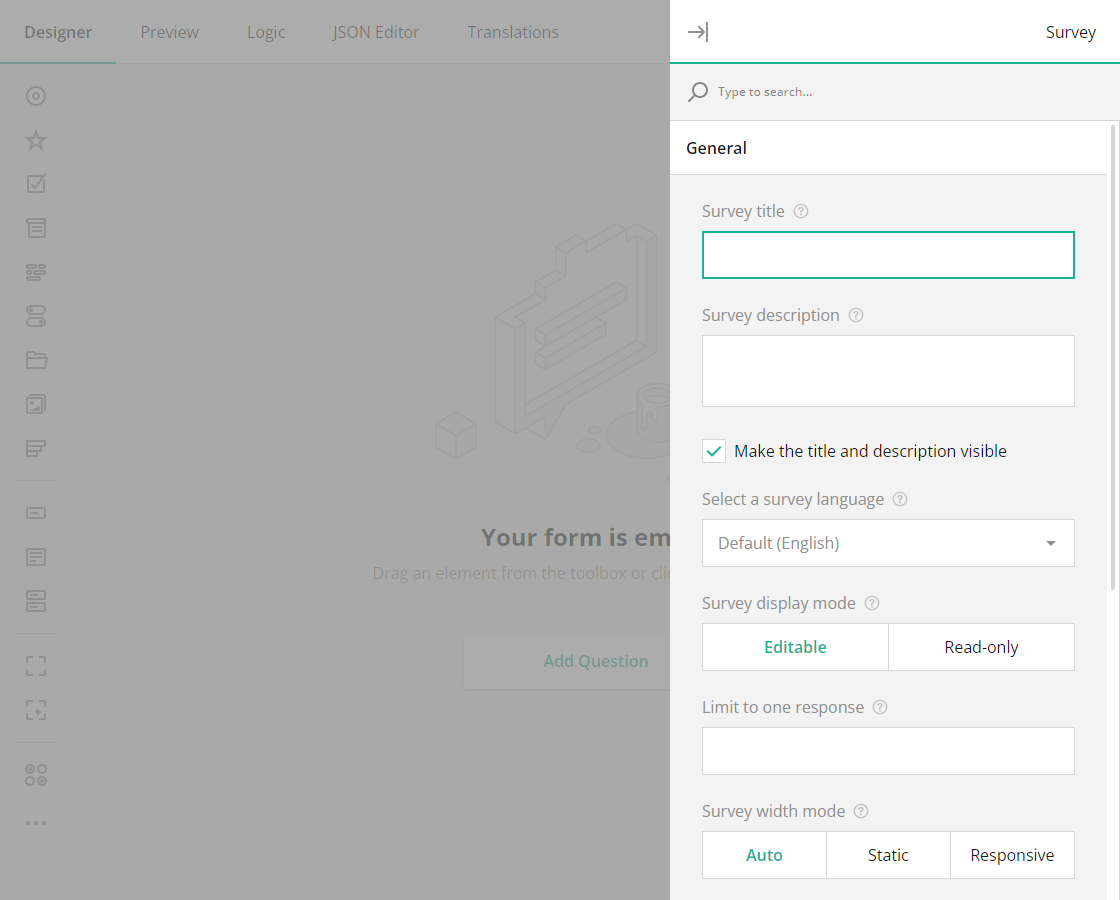 Designer Preview Logic JSON Editor Translations
Survey
Type to search...
General
Survey title
Survey description
Make the title and description visible
Select a survey language
Default (English)
Survey display mode
Editable Read-only
Limit to one response
Survey width mode
Auto Static Responsive
Your form is em
Drag an element from the toolbox or clic
Add Question